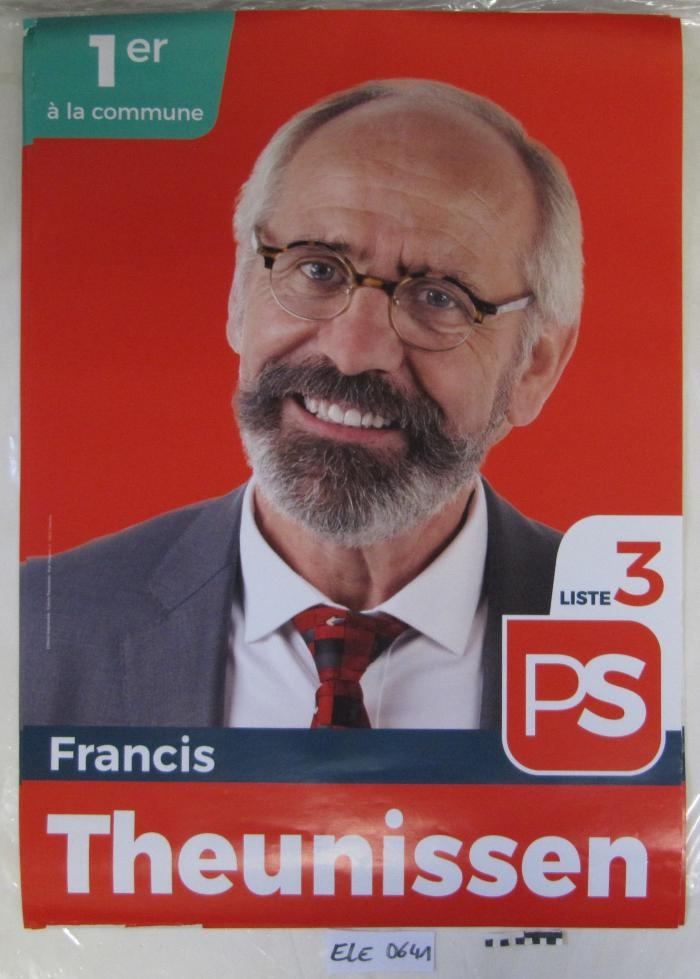 1er
à la commune
LISTE 3
PS
Francis
Theunissen
ELE 0641